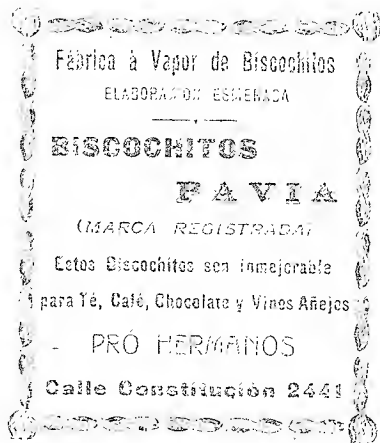 Fábrica à Vapor de Biscochitos
ELABORACION ESMERADA
BISCOCHITOS
PAVIA
(MARCA REGISTRADA)
Estos Biscochitos son inmejorable
para Té, Café, Chocolate y Vinos Añejos
PRÓ HERMANOS
Calle Constitución 2441